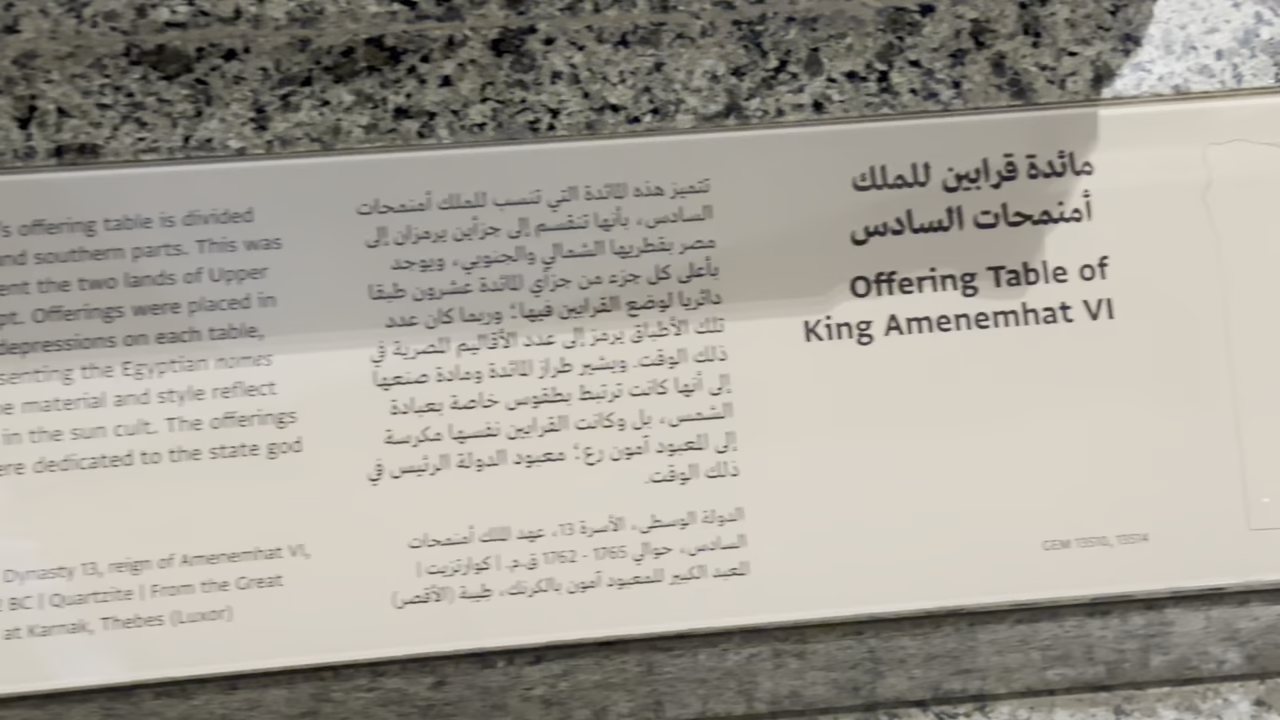 مائدة قرابين للملك
أمنمحات السادس
Offering Table of
King Amenemhat VI
تتميز هذه المائدة التي تنسب للملك أمنمحات
السادس، بأنها تنقسم إلى جزأين يرمزان إلى
مصر بقطريها الشمالي والجنوبي، ويوجد
بأعلى كل جزء من جزأي المائدة عشرون طبقا
دائريا لوضع القرابين فيها؛ وربما كان عدد
تلك الأطباق يرمز إلى عدد الأقاليم المصرية في
ذلك الوقت. ويشير طراز المائدة ومادة صنعها
إلى أنها كانت ترتبط بطقوس خاصة بعبادة
الشمس، بل وكانت القرابين نفسها مكرسة
إلى المعبود آمون رع؛ معبود الدولة الرئيس في
ذلك الوقت.
الدولة الوسطى، الأسرة 13، عهد الملك أمنمحات
السادس، حوالي 1765 - 1762 ق.م. | كوارتزيت |
المعبد الكبير للمعبود آمون بالكرنك، طيبة (الأقصر)
's offering table is divided
and southern parts. This was
ent the two lands of Upper
pt. Offerings were placed in
depressions on each table,
senting the Egyptian nomes
e material and style reflect
in the sun cult. The offerings
ere dedicated to the state god
Dynasty 13, reign of Amenemhat VI,
2 BC | Quartzite | From the Great
at Karnak, Thebes (Luxor)
GEM 13510, 13514